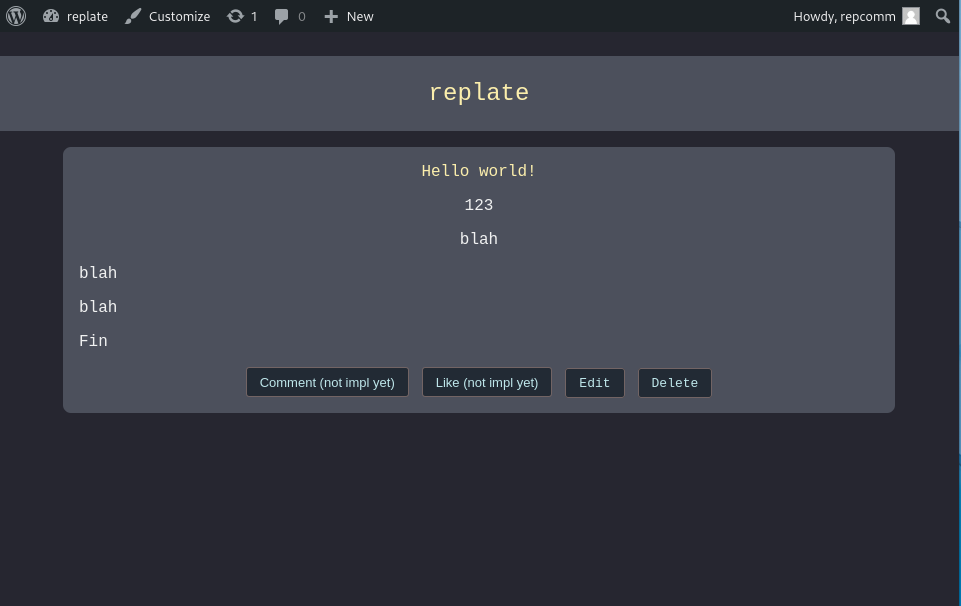 replate Customize 1 0 New Howdy, repcomm
replate
Hello world!
123
blah
blah
blah
Fin
Comment (not impl yet) Like (not impl yet) Edit Delete